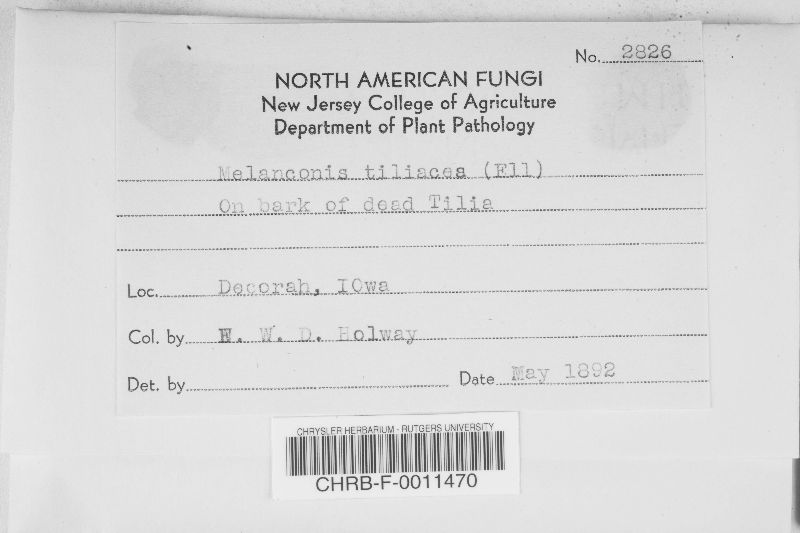 No. 2826
NORTH AMERICAN FUNGI
New Jersey College of Agriculture
Department of Plant Pathology
Melanconis tiliacea (Ell)
On bark of dead Tilia
Loc. Decorah, IOwa
Col. by E. W. D. Holway
Det. by
Date May 1892
CHRYSLER HERBARIUM - RUTGERS UNIVERSITY
CHRB-F-0011470